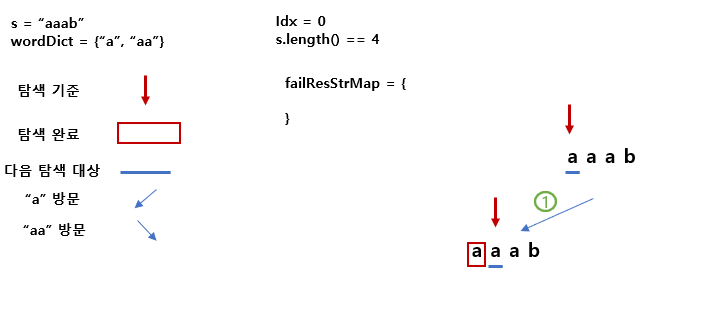 s = “aaab”
wordDict = {“a”, “aa”}
Idx = 0
s.length() == 4
failResStrMap = {
}
탐색 기준
탐색 완료
다음 탐색 대상
“a” 방문
“aa” 방문
a a a b
1
a a a b